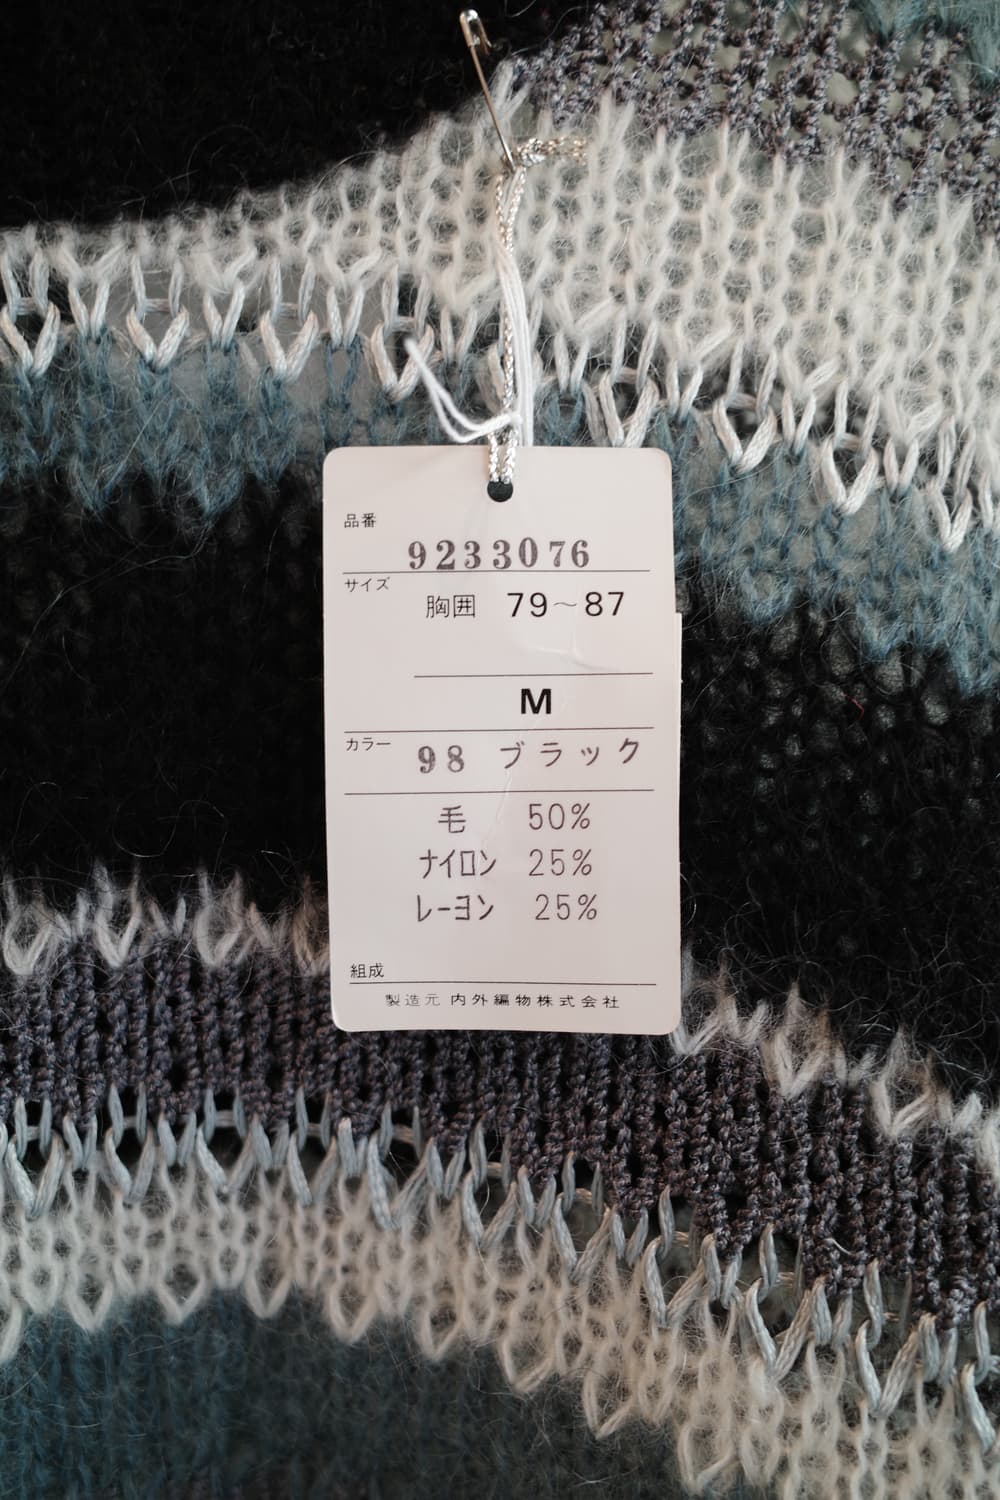 品番
9233076
サイズ
胸囲 79〜87
M
カラー
98 ブラック
毛 50%
ナイロン 25%
レーヨン 25%
組成
製造元 内外編物株式会社